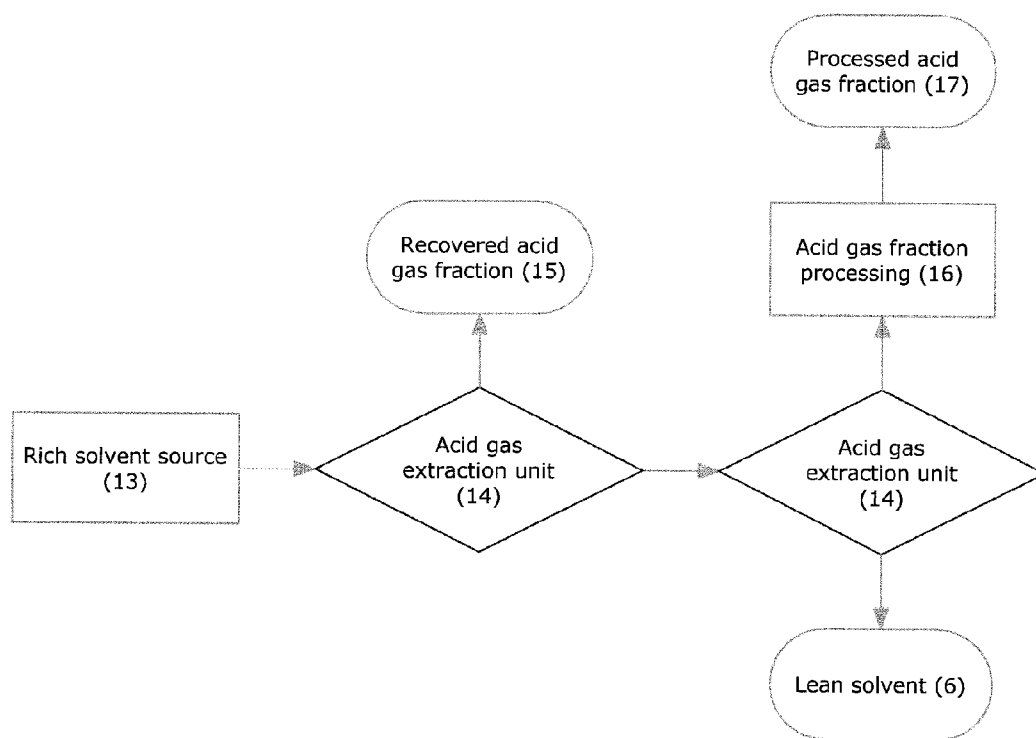 Processed acid
gas fraction (17)
Recovered acid
gas fraction (15)
Acid gas fraction
processing (16)
Rich solvent source
(13)
Acid gas
extraction unit
(14)
Acid gas
extraction unit
(14)
Lean solvent (6)